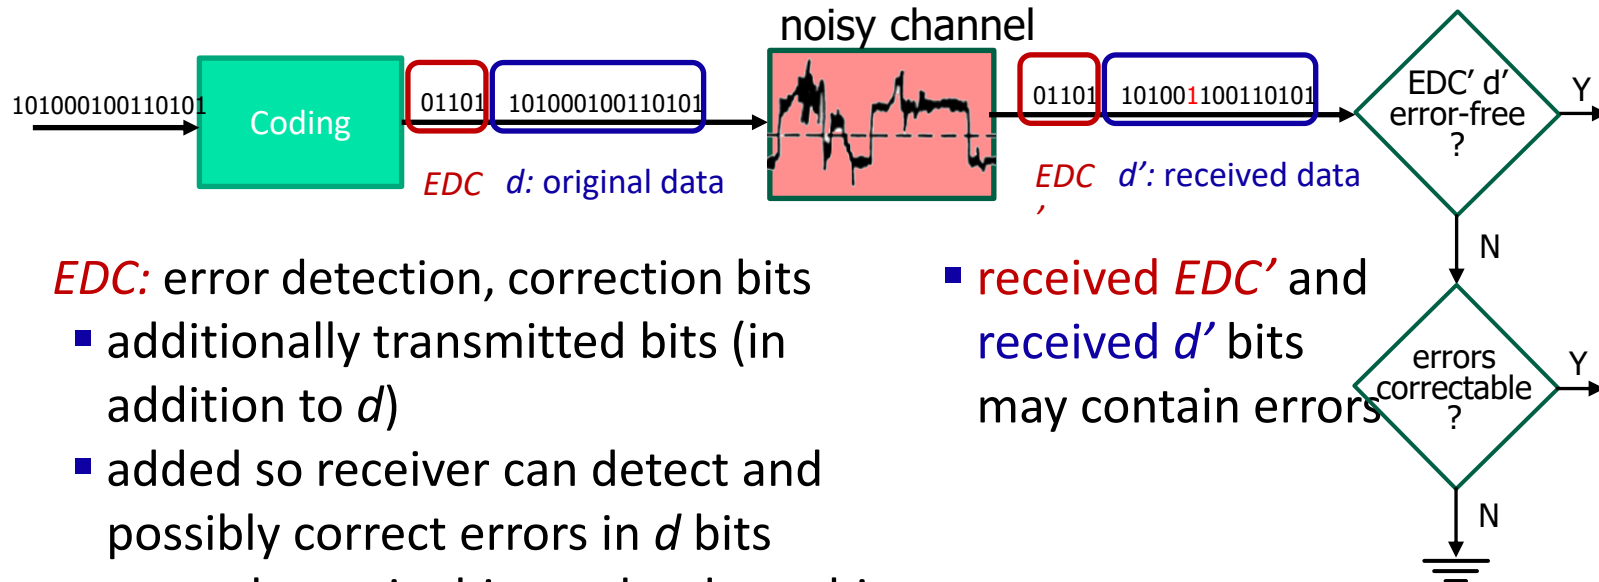 noisy channel
101000100110101
Coding
01101 101000100110101
01101 101001100110101
EDC d: original data
EDC
’
d’: received data
EDC’ d’
error-free
?
Y
N
EDC: error detection, correction bits
▪ additionally transmitted bits (in
addition to d)
▪ added so receiver can detect and
possibly correct errors in d bits
▪ received EDC’ and
received d’ bits
may contain errors
errors
correctable
?
Y
N